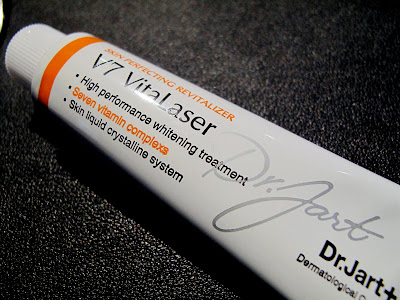 SKIN PERFECTING REVITALIZER
V7 VitaLaser
• High performance whitening treatment
• Seven vitamin complexs
• Skin liquid crystalline system
Dr.Jart
Dr.Jart+
Dermatological